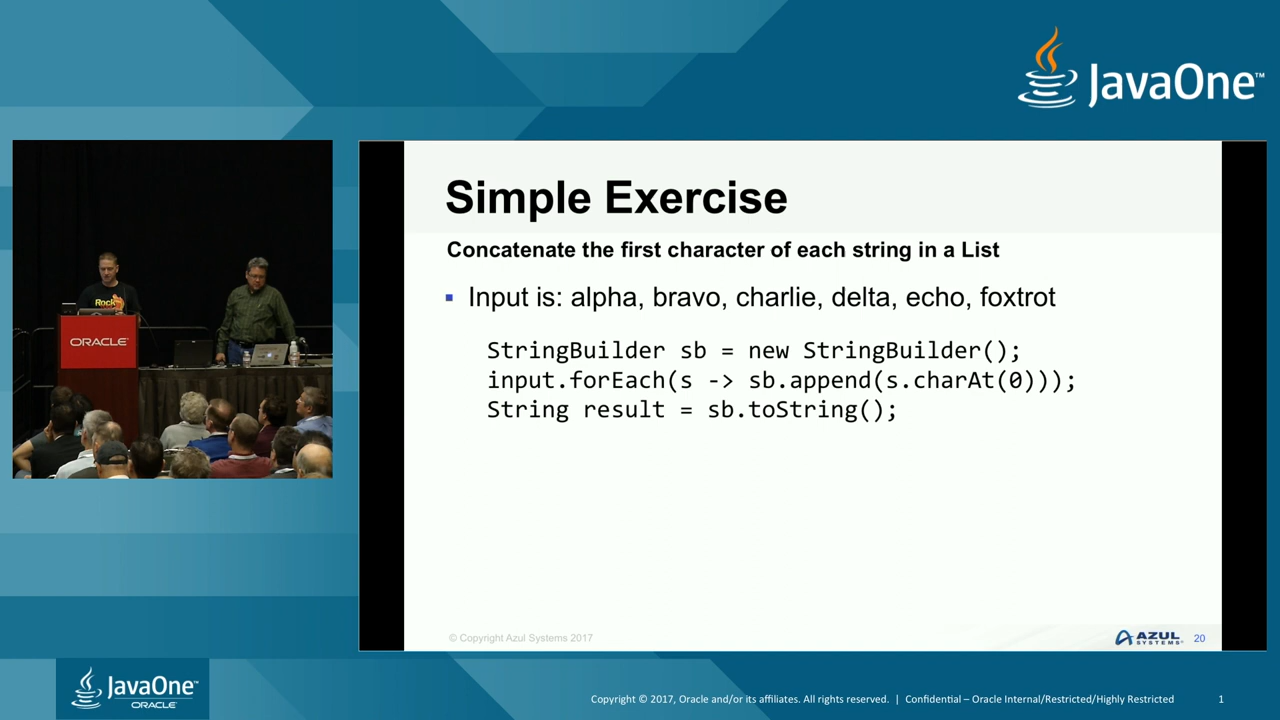 JavaOne™
Simple Exercise
Concatenate the first character of each string in a List
Input is: alpha, bravo, charlie, delta, echo, foxtrot
StringBuilder sb = new StringBuilder();
input.forEach(s -> sb.append(s.charAt(0)));
String result = sb.toString();
Rock
ORACLE
© Copyright Azul Systems 2017
AZUL
SYSTEMS
20
JavaOne™
ORACLE
Copyright © 2017, Oracle and/or its affiliates. All rights reserved. | Confidential – Oracle Internal/Restricted/Highly Restricted
1